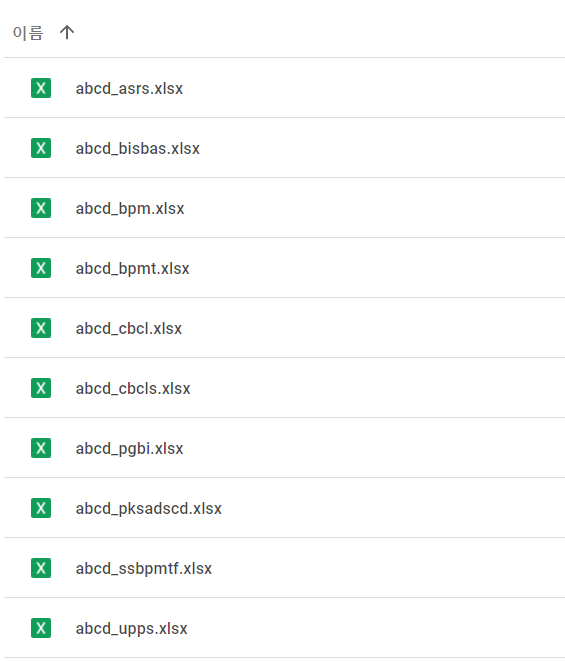 이름
abcd_asrs.xlsx
abcd_bisbas.xlsx
abcd_bpm.xlsx
abcd_bpmt.xlsx
abcd_cbcl.xlsx
abcd_cbcls.xlsx
abcd_pgbi.xlsx
abcd_pksadscd.xlsx
abcd_ssbpmtf.xlsx
abcd_upps.xlsx